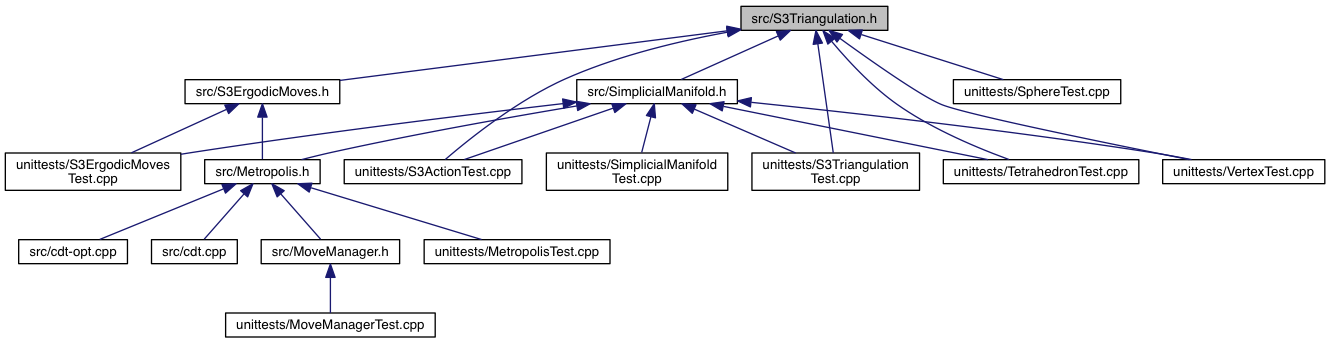 src/S3Triangulation.h
src/S3ErgodicMoves.h
src/SimplicialManifold.h
unittests/SphereTest.cpp
unittests/S3ErgodicMoves
Test.cpp
src/Metropolis.h
unittests/S3ActionTest.cpp
unittests/SimplicialManifold
Test.cpp
unittests/S3Triangulation
Test.cpp
unittests/TetrahedronTest.cpp
unittests/VertexTest.cpp
src/cdt-opt.cpp
src/cdt.cpp
src/MoveManager.h
unittests/MetropolisTest.cpp
unittests/MoveManagerTest.cpp